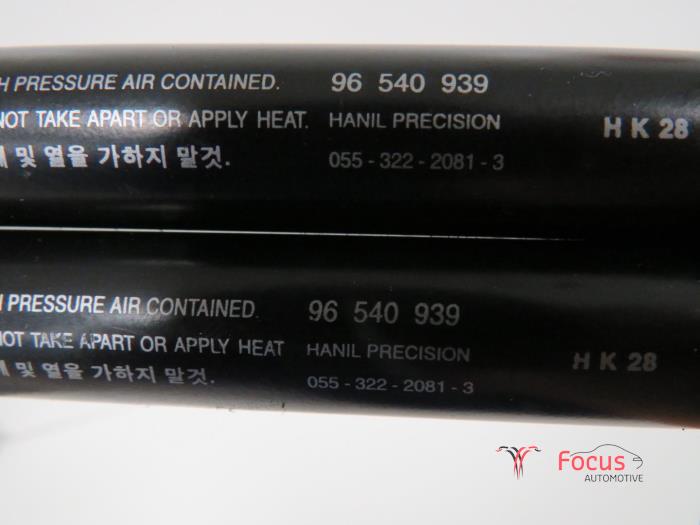 PRESSURE AIR CONTAINED. 96 540 939
NOT TAKE APART OR APPLY HEAT. HANIL PRECISION HK 28
및 열을 가하지 말것. 055-322-2081-3
PRESSURE AIR CONTAINED. 96 540 939
NOT TAKE APART OR APPLY HEAT HANIL PRECISION HK 28
및 열을 가하지 말것. 055-322-2081-3
Focus
AUTOMOTIVE